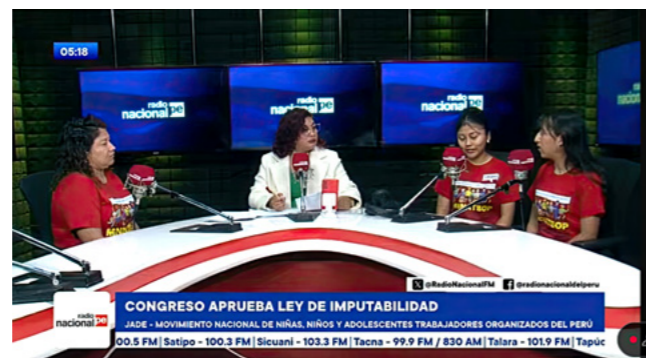 05:18
radio
nacional pe
radio
nacional pe
radio
nacional pe
@RadioNacionalFM @radionacionaldelperu
radio
nacional pe
CONGRESO APRUEBA LEY DE IMPUTABILIDAD
JADE - MOVIMIENTO NACIONAL DE NIÑAS, NIÑOS Y ADOLESCENTES TRABAJADORES ORGANIZADOS DEL PERÚ
00.5 FM | Satipo - 100.3 FM | Sicuani - 103.3 FM | Tacna - 99.9 FM / 830 AM | Talara - 101.9 FM | Tapúc